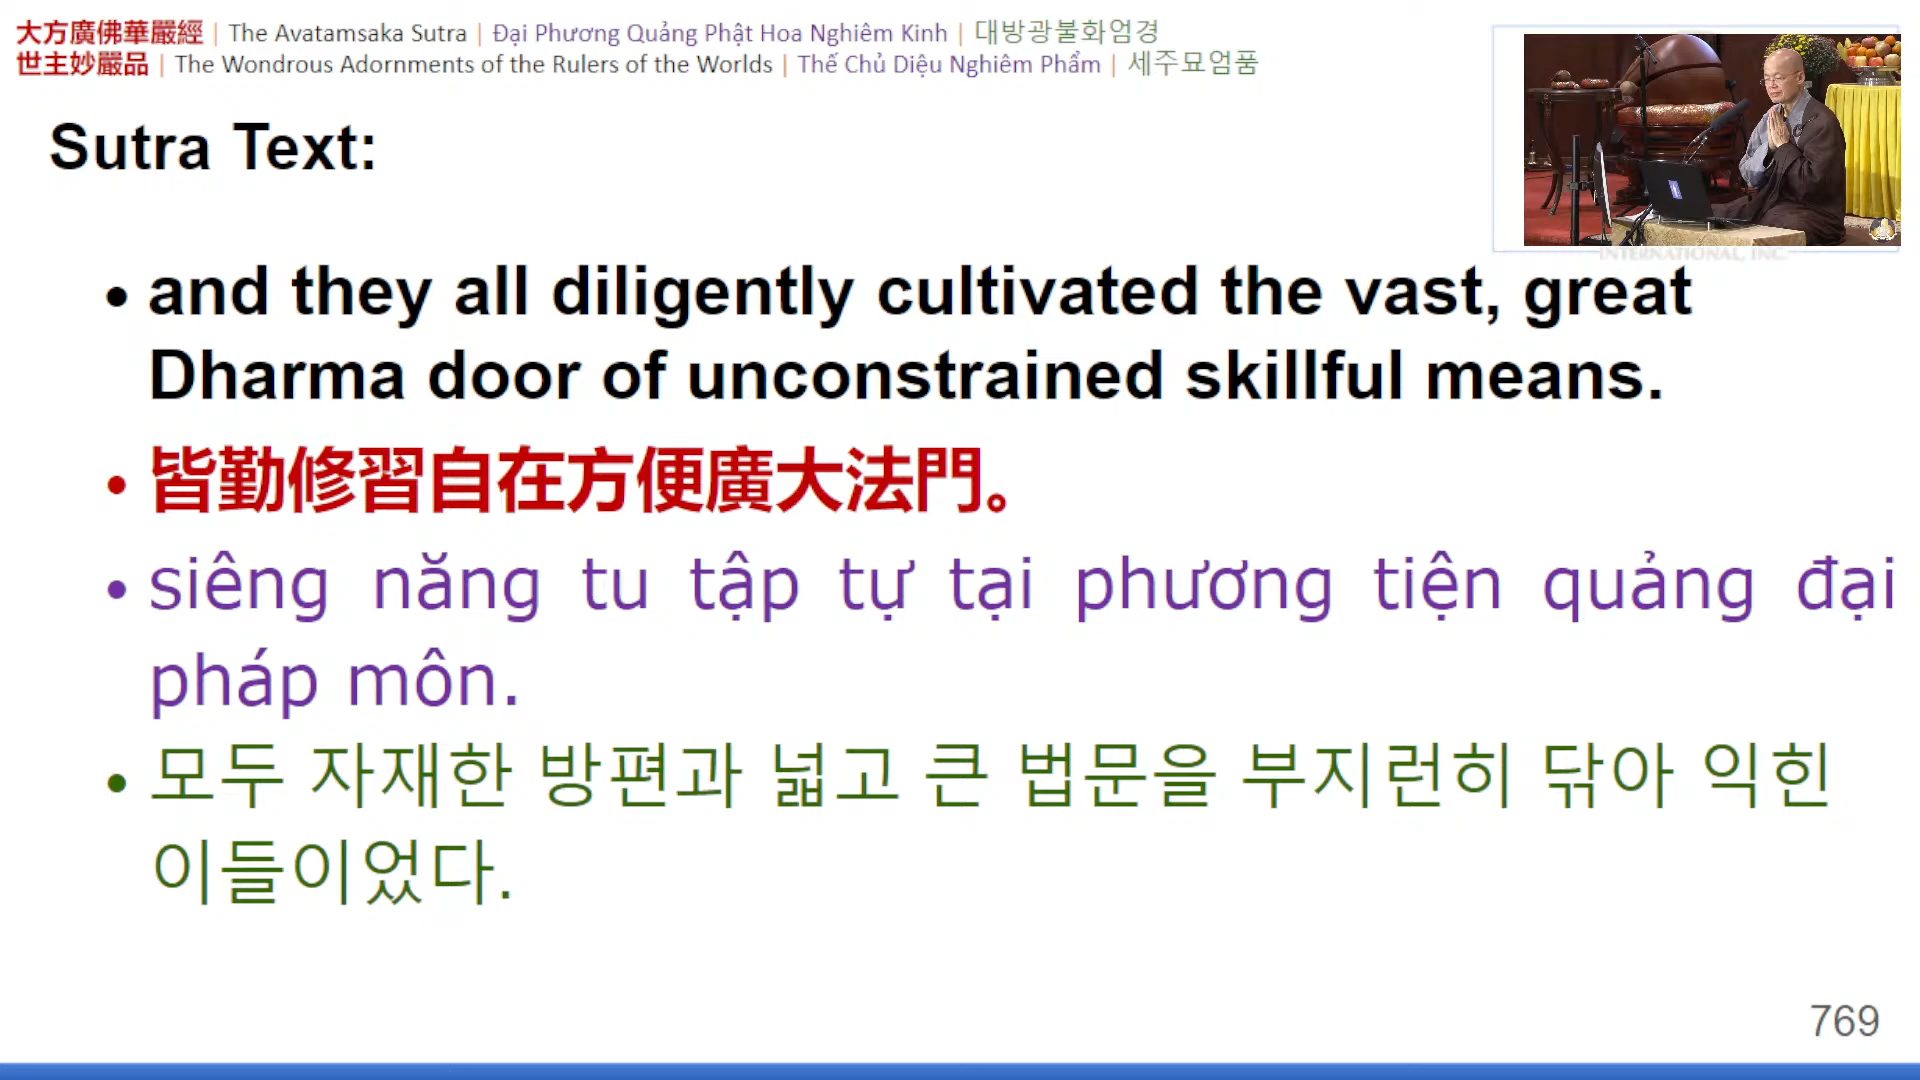 大方廣佛華嚴經 | The Avatamsaka Sutra | Đại Phương Quảng Phật Hoa Nghiêm Kinh | 대방광불화엄경
世主妙嚴品 | The Wondrous Adornments of the Rulers of the Worlds | Thế Chủ Diệu Nghiêm Phẩm | 세주묘엄품
Sutra Text:
INTERNATIONAL, INC.
• and they all diligently cultivated the vast, great
Dharma door of unconstrained skillful means.
• 皆勤修習自在方便廣大法門。
• siêng năng tu tập tự tại phương tiện quảng đại
pháp môn.
• 모두 자재한 방편과 넓고 큰 법문을 부지런히 닦아 익힌
이들이었다.
769